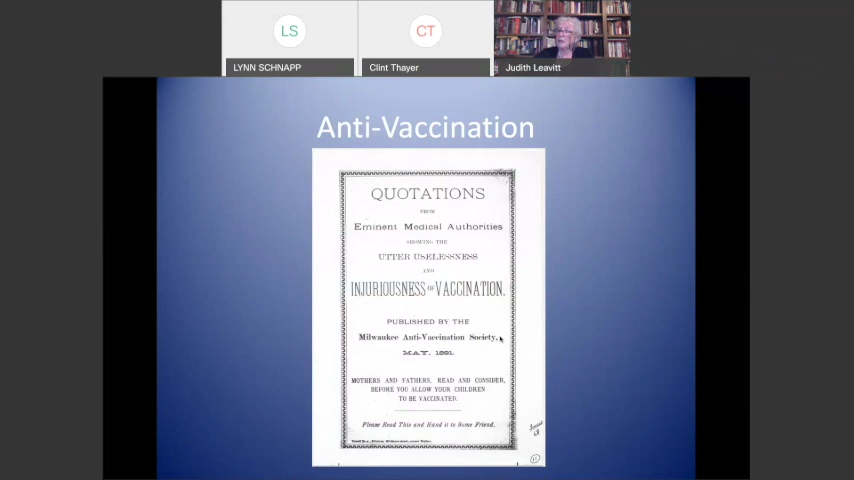 LS
CT
LYNN SCHNAPP
Clint Thayer
Judith Leavitt
Anti-Vaccination
QUOTATIONS
FROM
Eminent Medical Authorities
SHOWING THE
UTTER USELESSNESS
AND
INJURIOUSNESS OF VACCINATION.
PUBLISHED BY THE
Milwaukee Anti-Vaccination Society,
MAY, 1891.
MOTHERS AND FATHERS, READ AND CONSIDER,
BEFORE YOU ALLOW YOUR CHILDREN
TO BE VACCINATED.
Please Read This and Hand it to Some Friend.